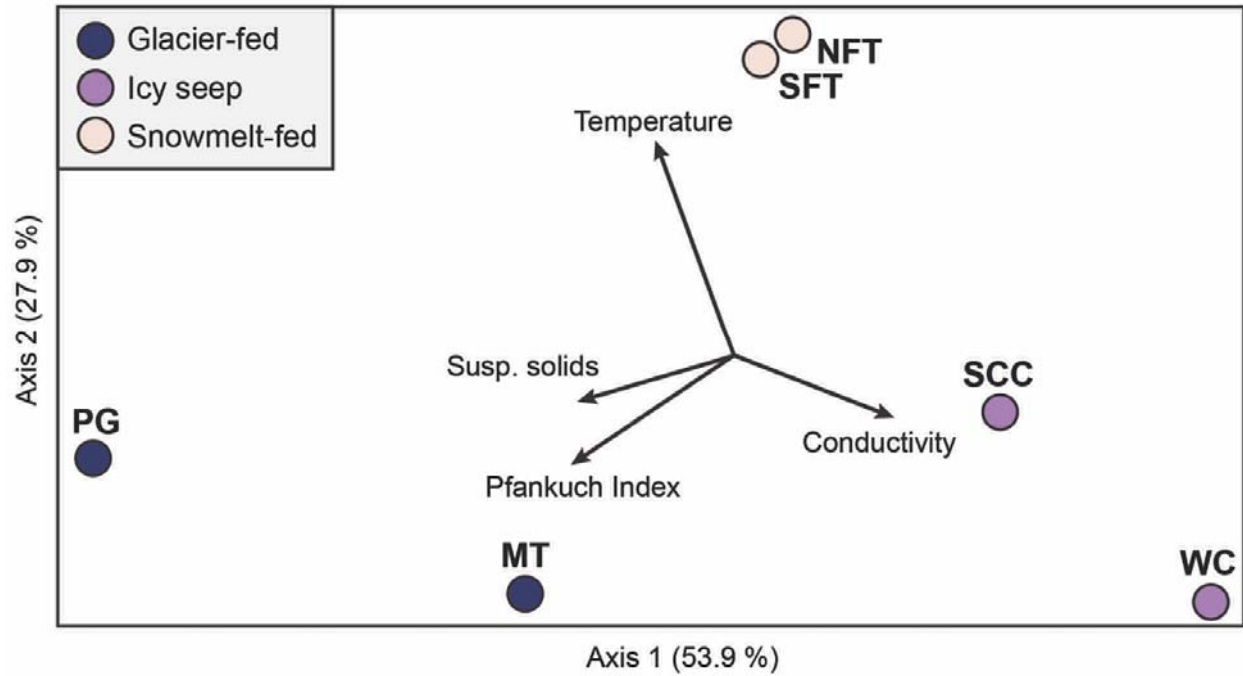 Glacier-fed
Icy seep
Snowmelt-fed
NFT
SFT
Temperature
Susp. solids
SCC
PG
Conductivity
Pfankuch Index
MT
WC
Axis 2 (27.9 %)
Axis 1 (53.9 %)